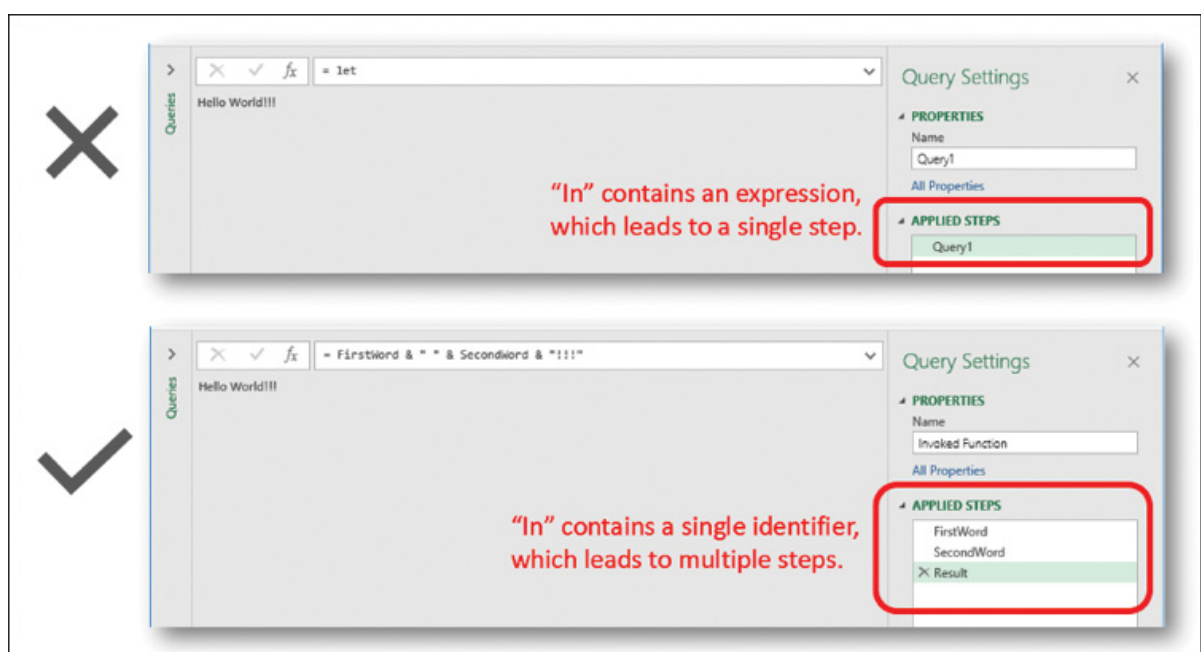 = let
Queries
Hello World!!!
Query Settings
PROPERTIES
Name
Query1
All Properties
APPLIED STEPS
Query1
“In” contains an expression,
which leads to a single step.
= FirstWord & " " & SecondWord & "!!!"
Queries
Hello World!!!
Query Settings
PROPERTIES
Name
Invoked Function
All Properties
APPLIED STEPS
FirstWord
SecondWord
Result
“In” contains a single identifier,
which leads to multiple steps.